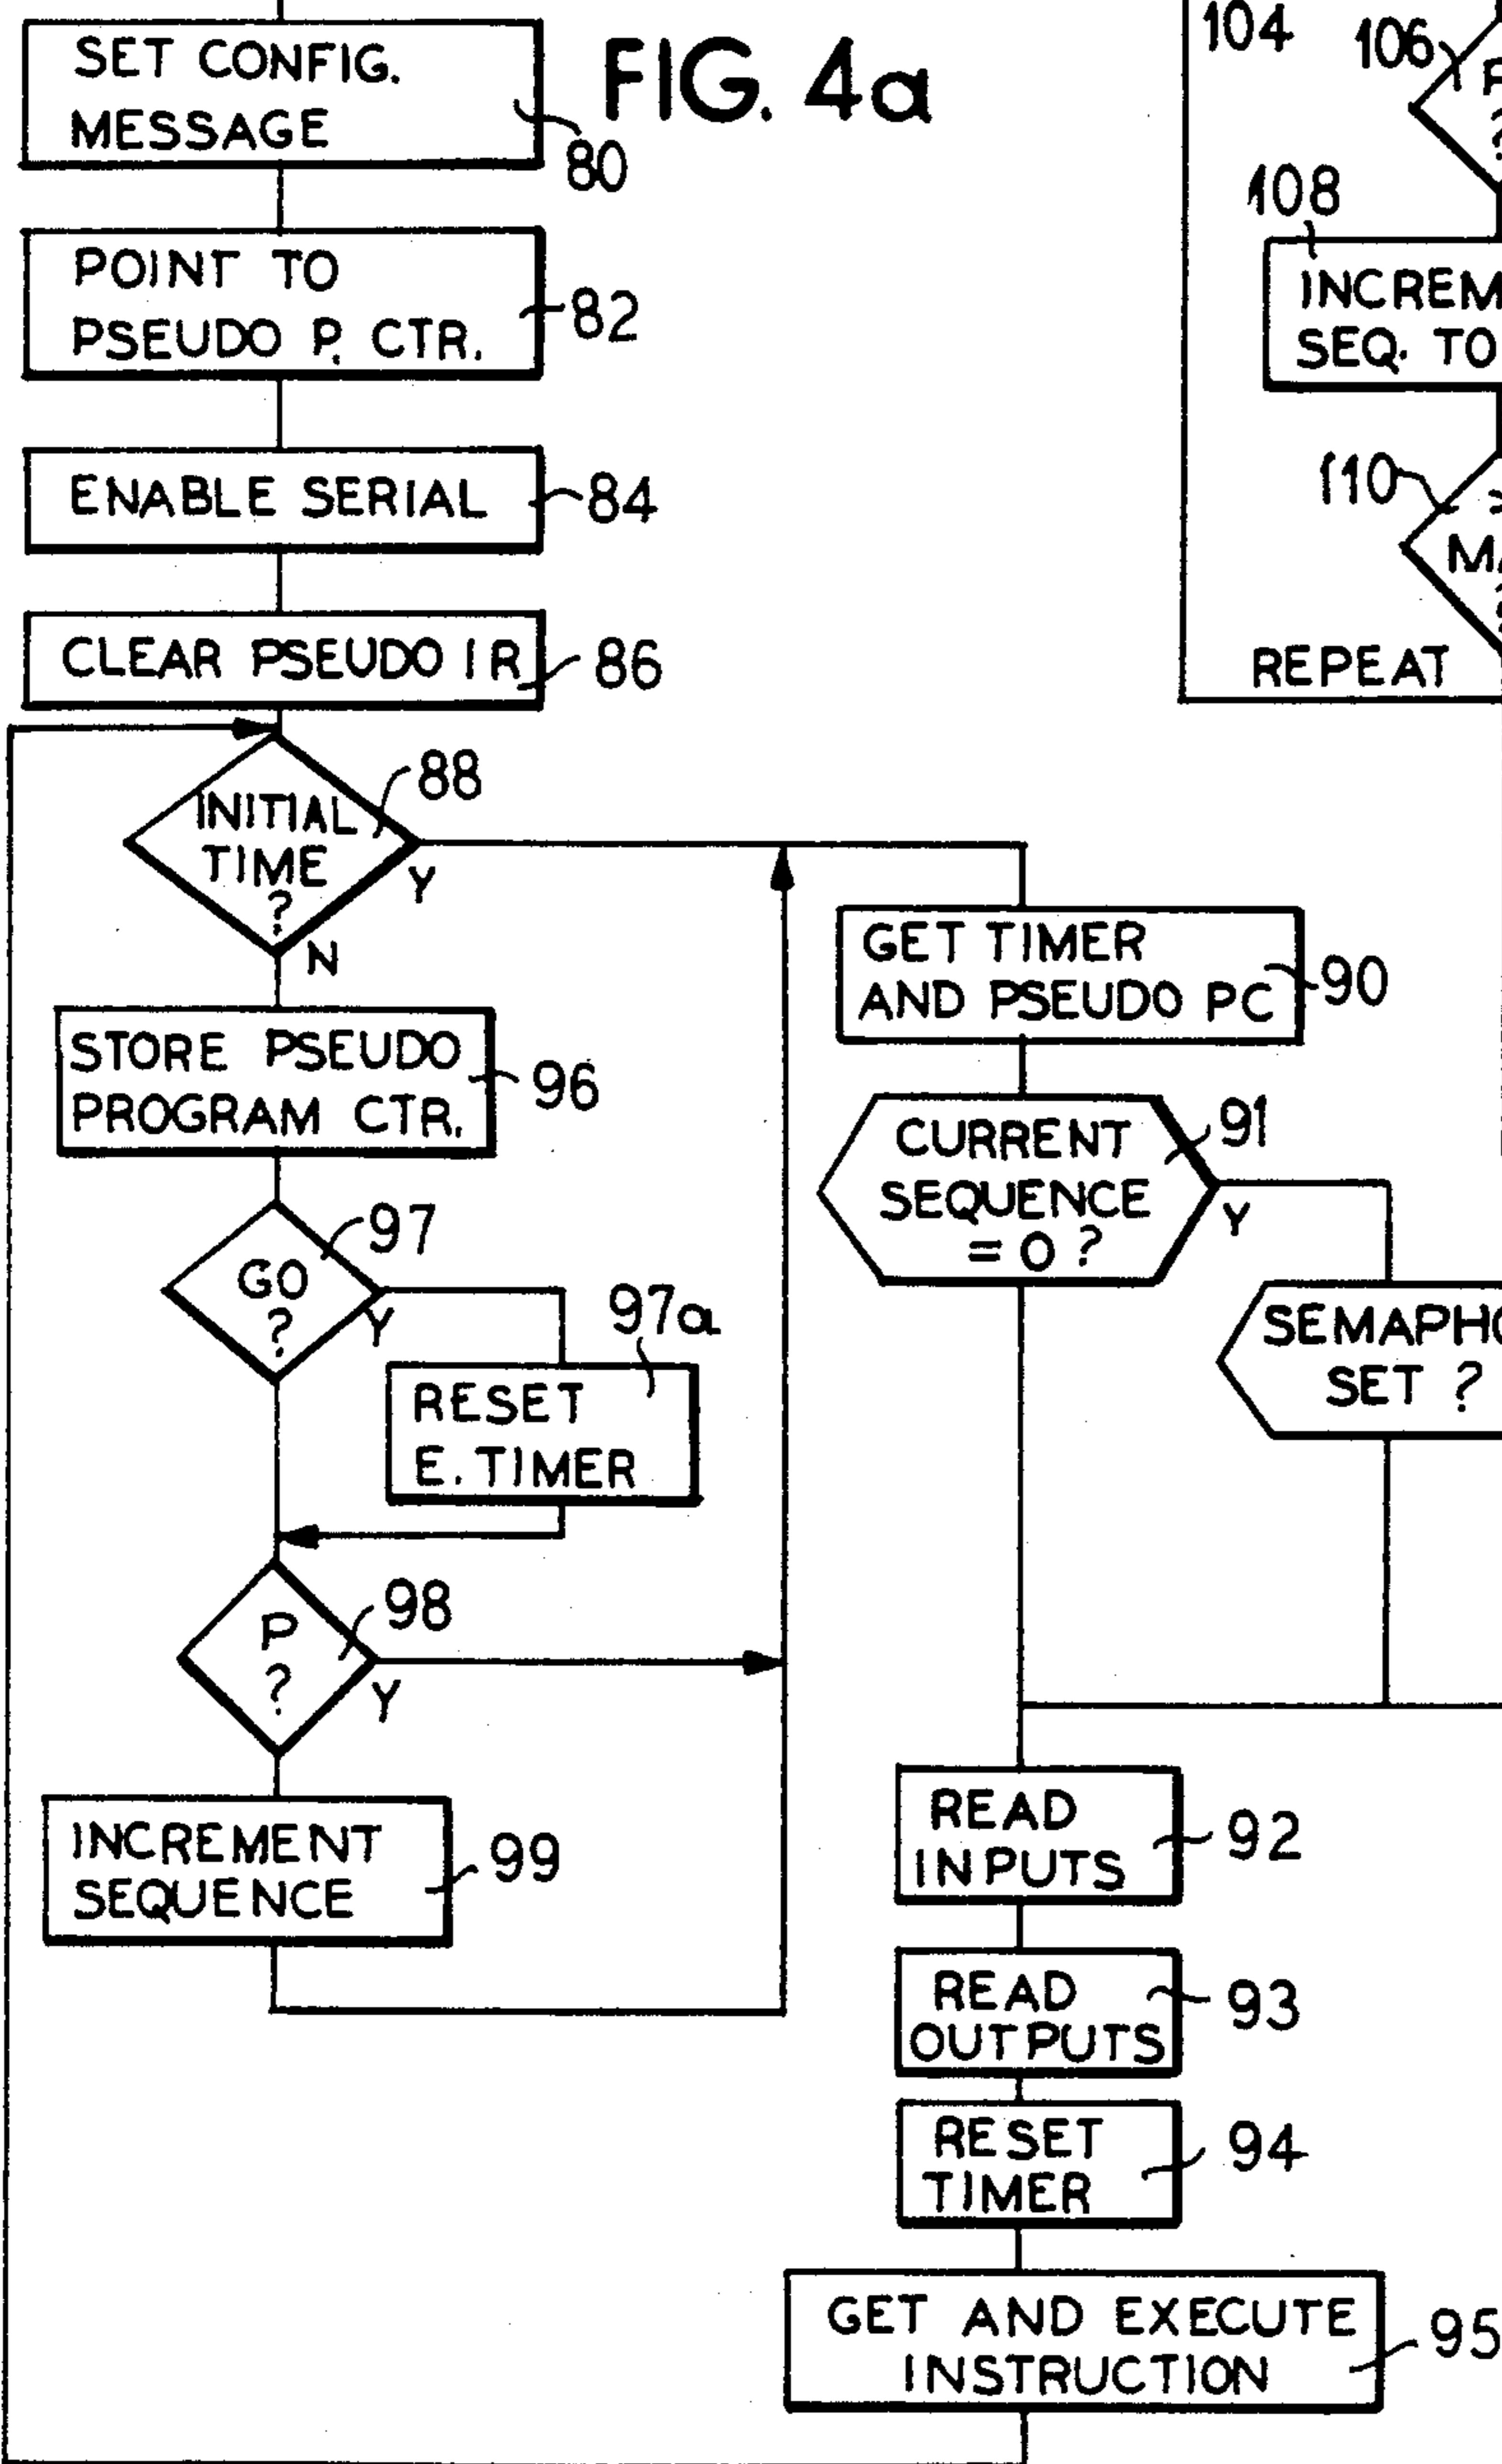 FIG. 4a
SET CONFIG.
MESSAGE
80
POINT TO
PSEUDO P. CTR.
82
ENABLE SERIAL
84
CLEAR PSEUDO IR
86
INITIAL
TIME
?
88
Y
N
STORE PSEUDO
PROGRAM CTR.
96
GO
?
97
Y
97a
RESET
E. TIMER
P
?
98
Y
INCREMENT
SEQUENCE
99
GET TIMER
AND PSEUDO PC
90
CURRENT
SEQUENCE
= 0 ?
91
Y
SET ?
READ
INPUTS
92
READ
OUTPUTS
93
RESET
TIMER
94
GET AND EXECUTE
INSTRUCTION
95
104
106
?
108
SEQ. TO
110
REPEAT